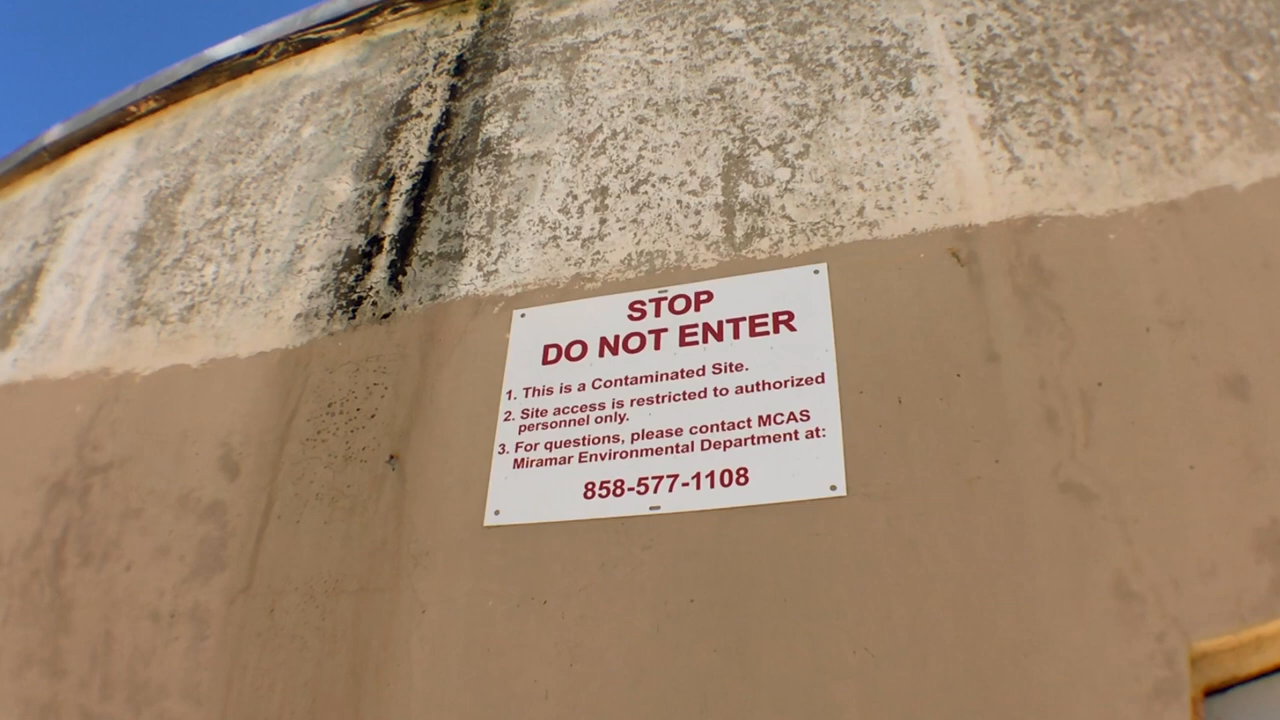 STOP
DO NOT ENTER
1. This is a Contaminated Site.
2. Site access is restricted to authorized
personnel only.
3. For questions, please contact MCAS
Miramar Environmental Department at:
858-577-1108